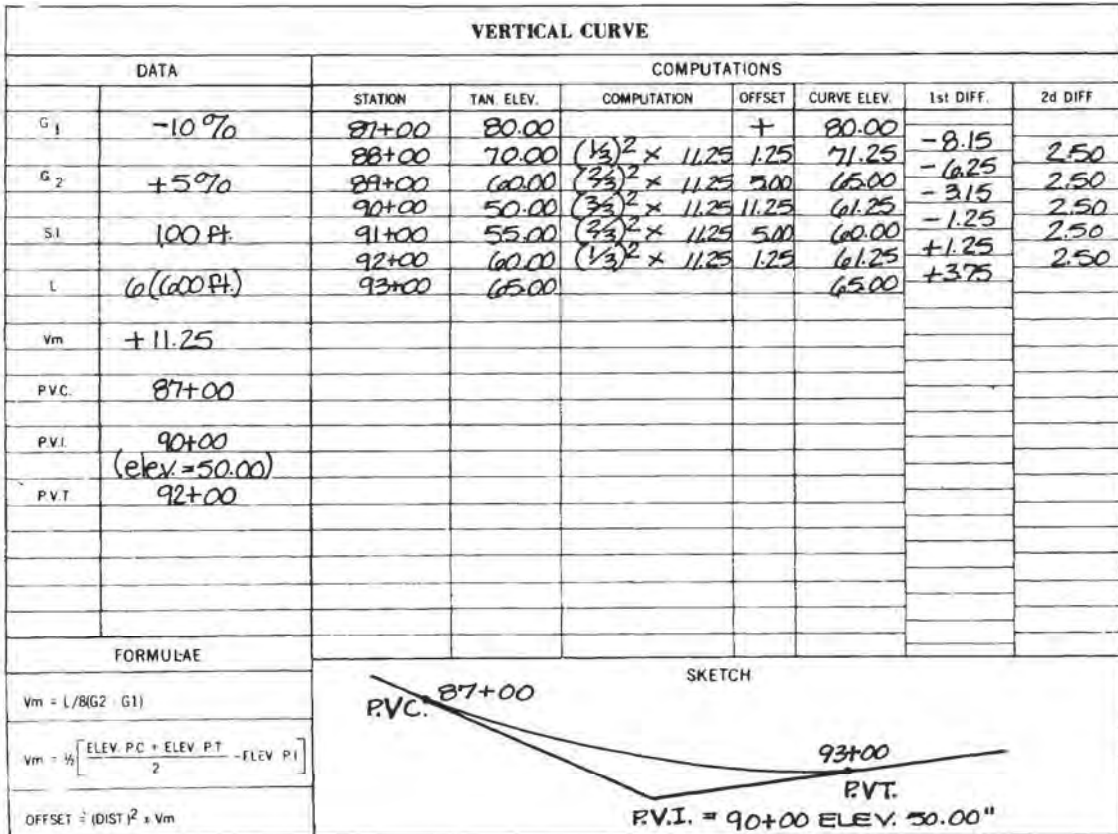 VERTICAL CURVE
DATA COMPUTATIONS
STATION TAN. ELEV. COMPUTATION OFFSET CURVE ELEV. 1st DIFF. 2d DIFF
G1 -10% 87+00 80.00 + 80.00
-8.15
88+00 70.00 (1/3)2 x 11.25 1.25 71.25 2.50
-6.25
G2 +5% 89+00 60.00 (2/3)2 x 11.25 5.00 65.00 2.50
-3.15
90+00 50.00 (3/3)2 x 11.25 11.25 61.25 2.50
-1.25
S.I. 100 ft. 91+00 55.00 (2/3)2 x 11.25 5.00 60.00 2.50
+1.25
92+00 60.00 (1/3)2 x 11.25 1.25 61.25 2.50
+3.75
L 6(600 ft.) 93+00 65.00 65.00
Vm +11.25
P.V.C. 87+00
P.V.I. 90+00
(elev. = 50.00)
P.V.T. 92+00
FORMULAE
Vm = L/8(G2 - G1)
Vm = ½[ELEV. P.C + ELEV. P.T / 2 - ELEV P.I]
OFFSET = (DIST)2 x Vm
SKETCH
P.V.C. 87+00
93+00
P.V.T.
P.V.I. = 90+00 ELEV. 50.00"